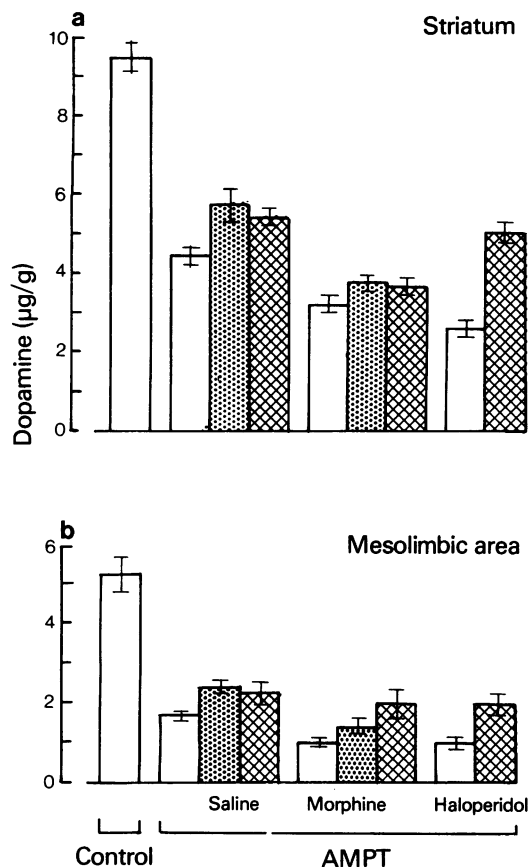 a
Striatum
10
8
6
4
2
0
Dopamine (µg/g)
b
Mesolimbic area
6
4
2
0
Saline Morphine Haloperidol
Control AMPT